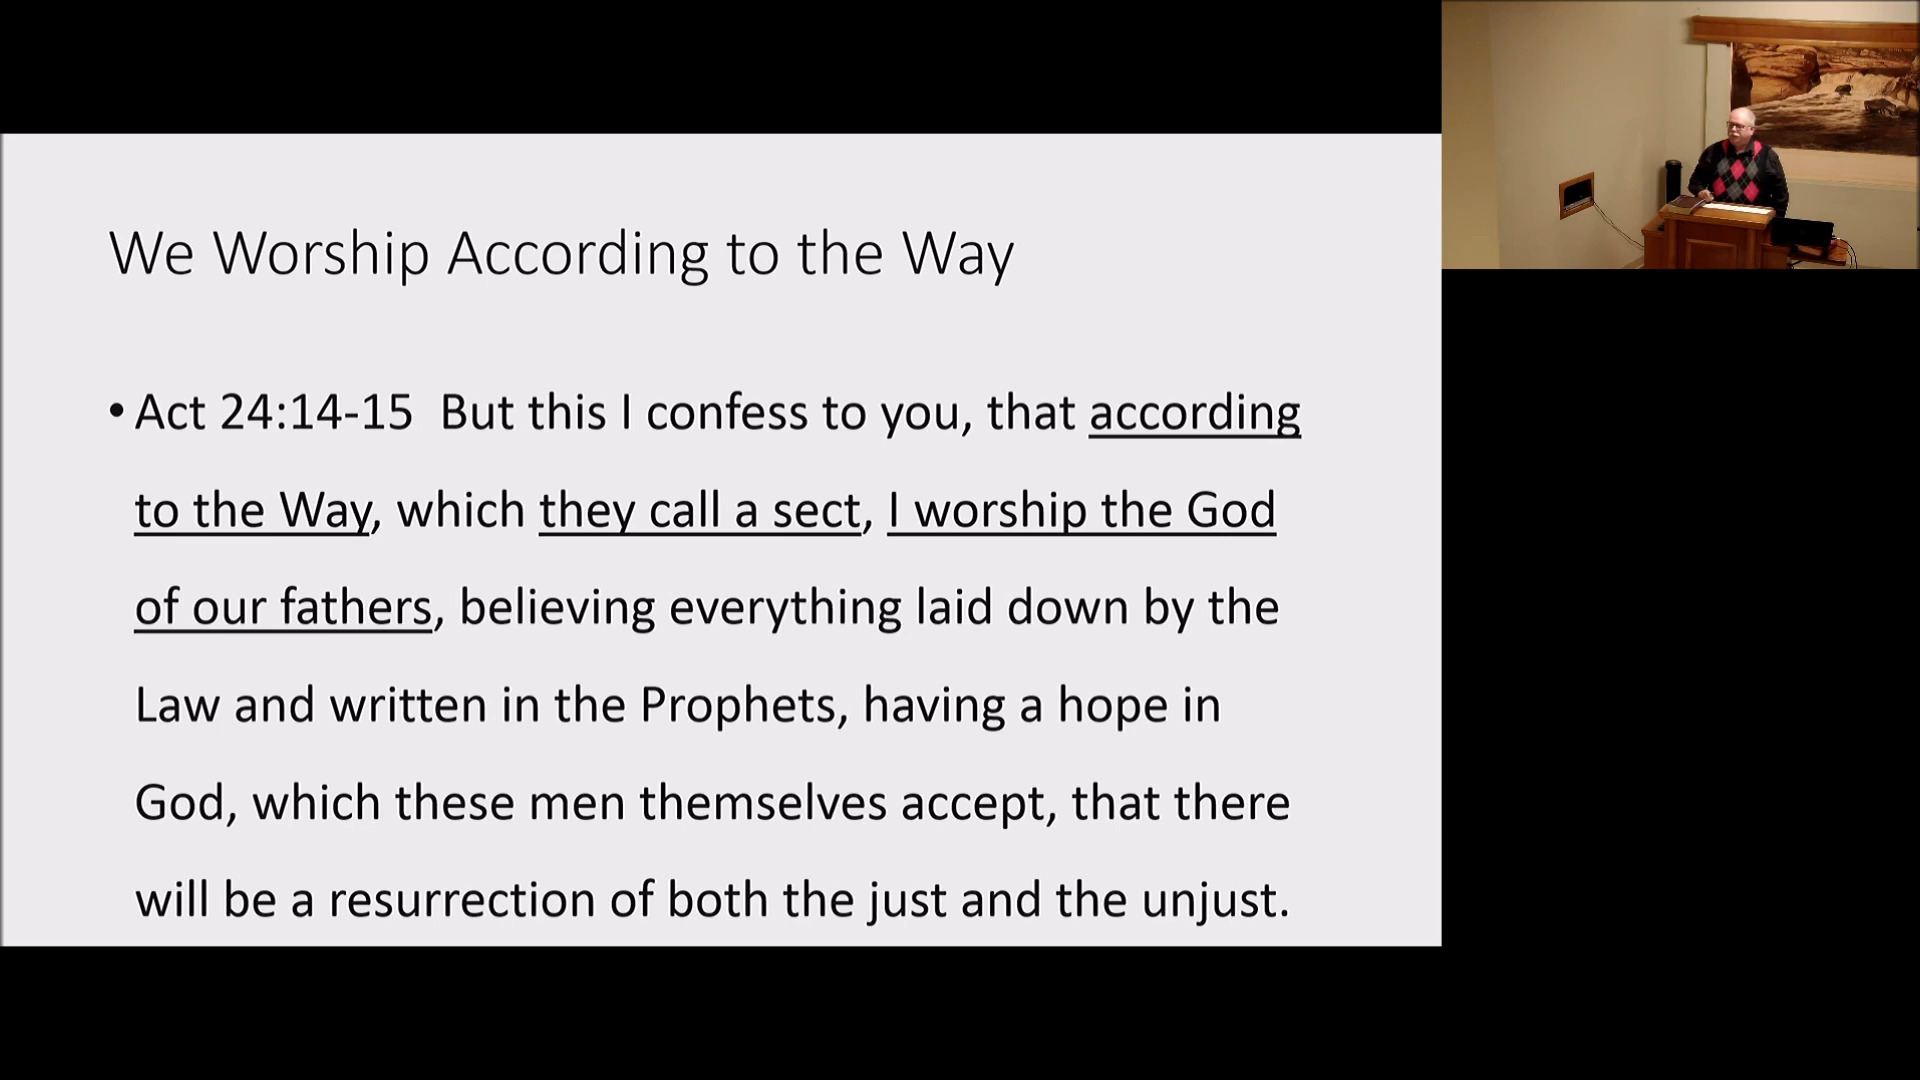 We Worship According to the Way
• Act 24:14-15  But this I confess to you, that according
to the Way, which they call a sect, I worship the God
of our fathers, believing everything laid down by the
Law and written in the Prophets, having a hope in
God, which these men themselves accept, that there
will be a resurrection of both the just and the unjust.